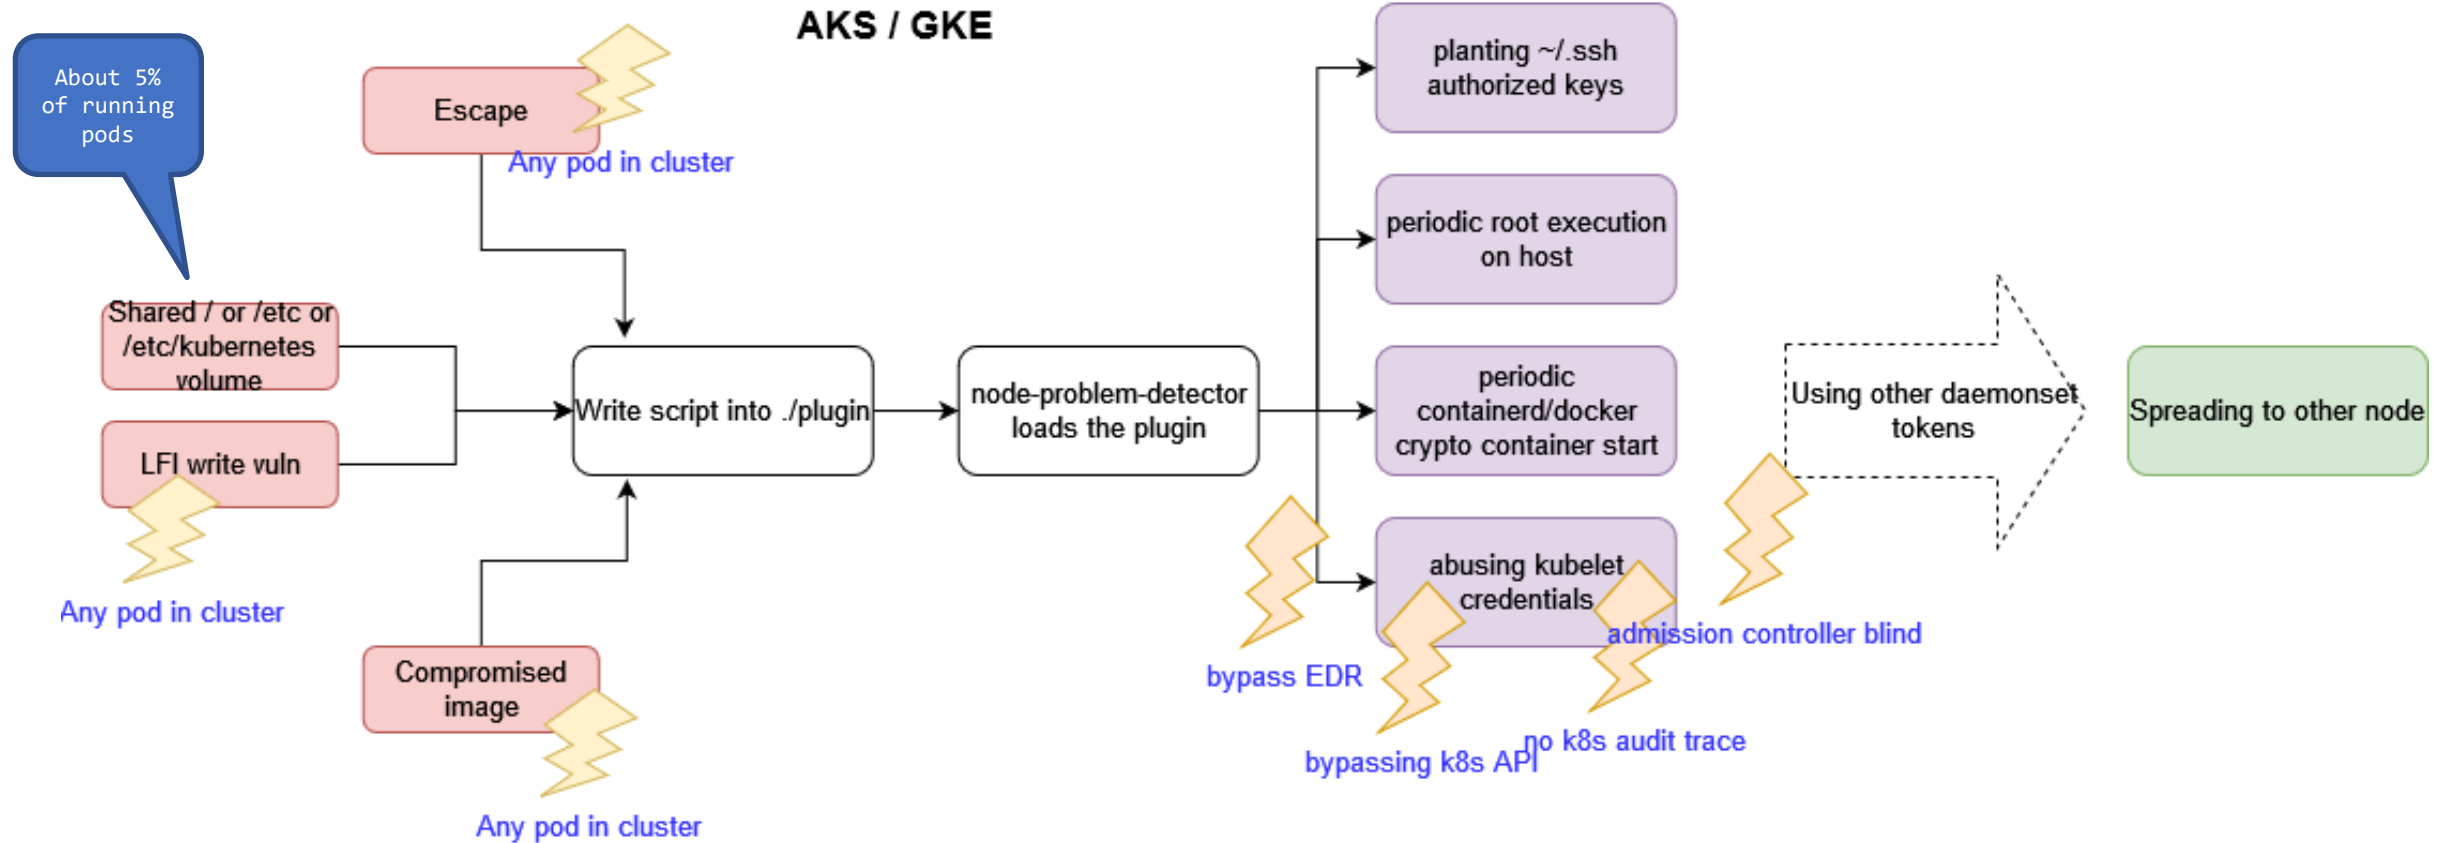 AKS / GKE
About 5%
of running
pods
Escape
Any pod in cluster
Shared / or /etc or
/etc/kubernetes
volume
LFI write vuln
Any pod in cluster
Compromised
image
Any pod in cluster
Write script into ./plugin
node-problem-detector
loads the plugin
planting ~/.ssh
authorized keys
periodic root execution
on host
periodic
containerd/docker
crypto container start
abusing kubelet
credentials
bypass EDR
bypassing k8s API
no k8s audit trace
admission controller blind
Using other daemonset
tokens
Spreading to other node